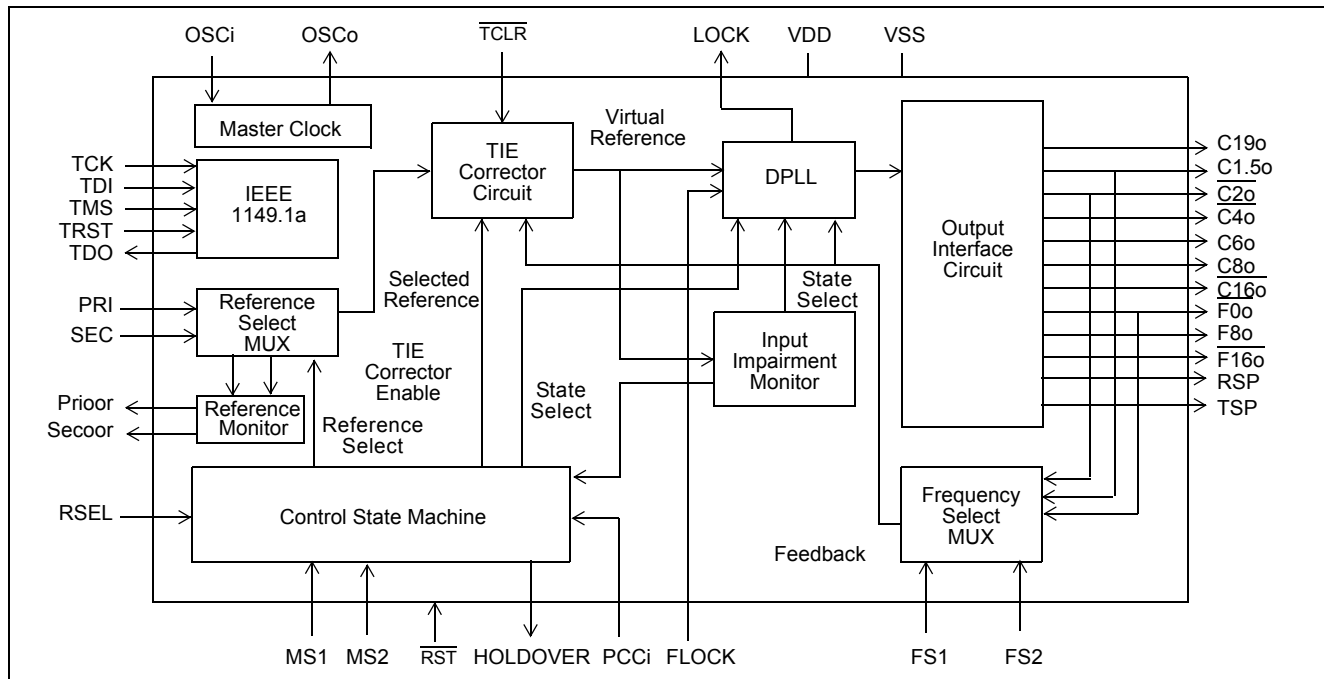 OSCi
OSCo
TCLR
LOCK
VDD
VSS
Master Clock
TCK
TDI
TMS
TRST
TDO
IEEE
1149.1a
TIE
Corrector
Circuit
Virtual
Reference
DPLL
Output
Interface
Circuit
C19o
C1.5o
C2o
C4o
C6o
C8o
C16o
F0o
F8o
F16o
RSP
TSP
PRI
SEC
Reference
Select
MUX
Selected
Reference
TIE
Corrector
Enable
State
Select
State
Select
Input
Impairment
Monitor
Prioor
Secoor
Reference
Monitor
Reference
Select
RSEL
Control State Machine
Frequency
Select
MUX
Feedback
MS1
MS2
RST
HOLDOVER
PCCi
FLOCK
FS1
FS2